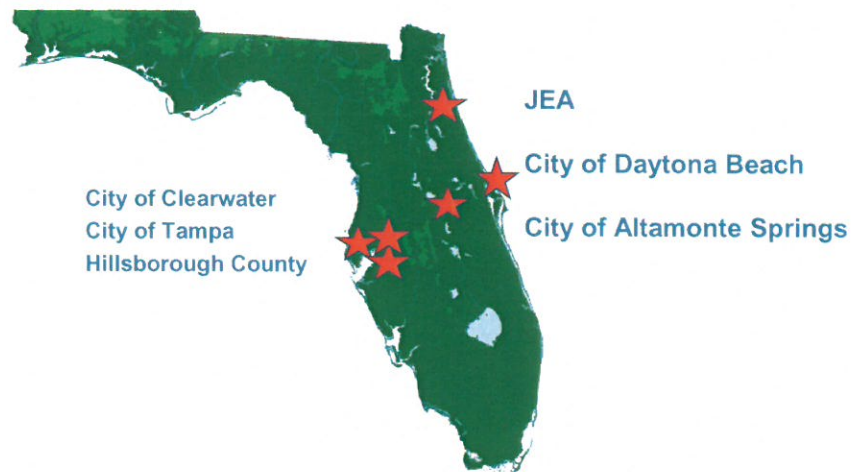 JEA
City of Daytona Beach
City of Altamonte Springs
City of Clearwater
City of Tampa
Hillsborough County